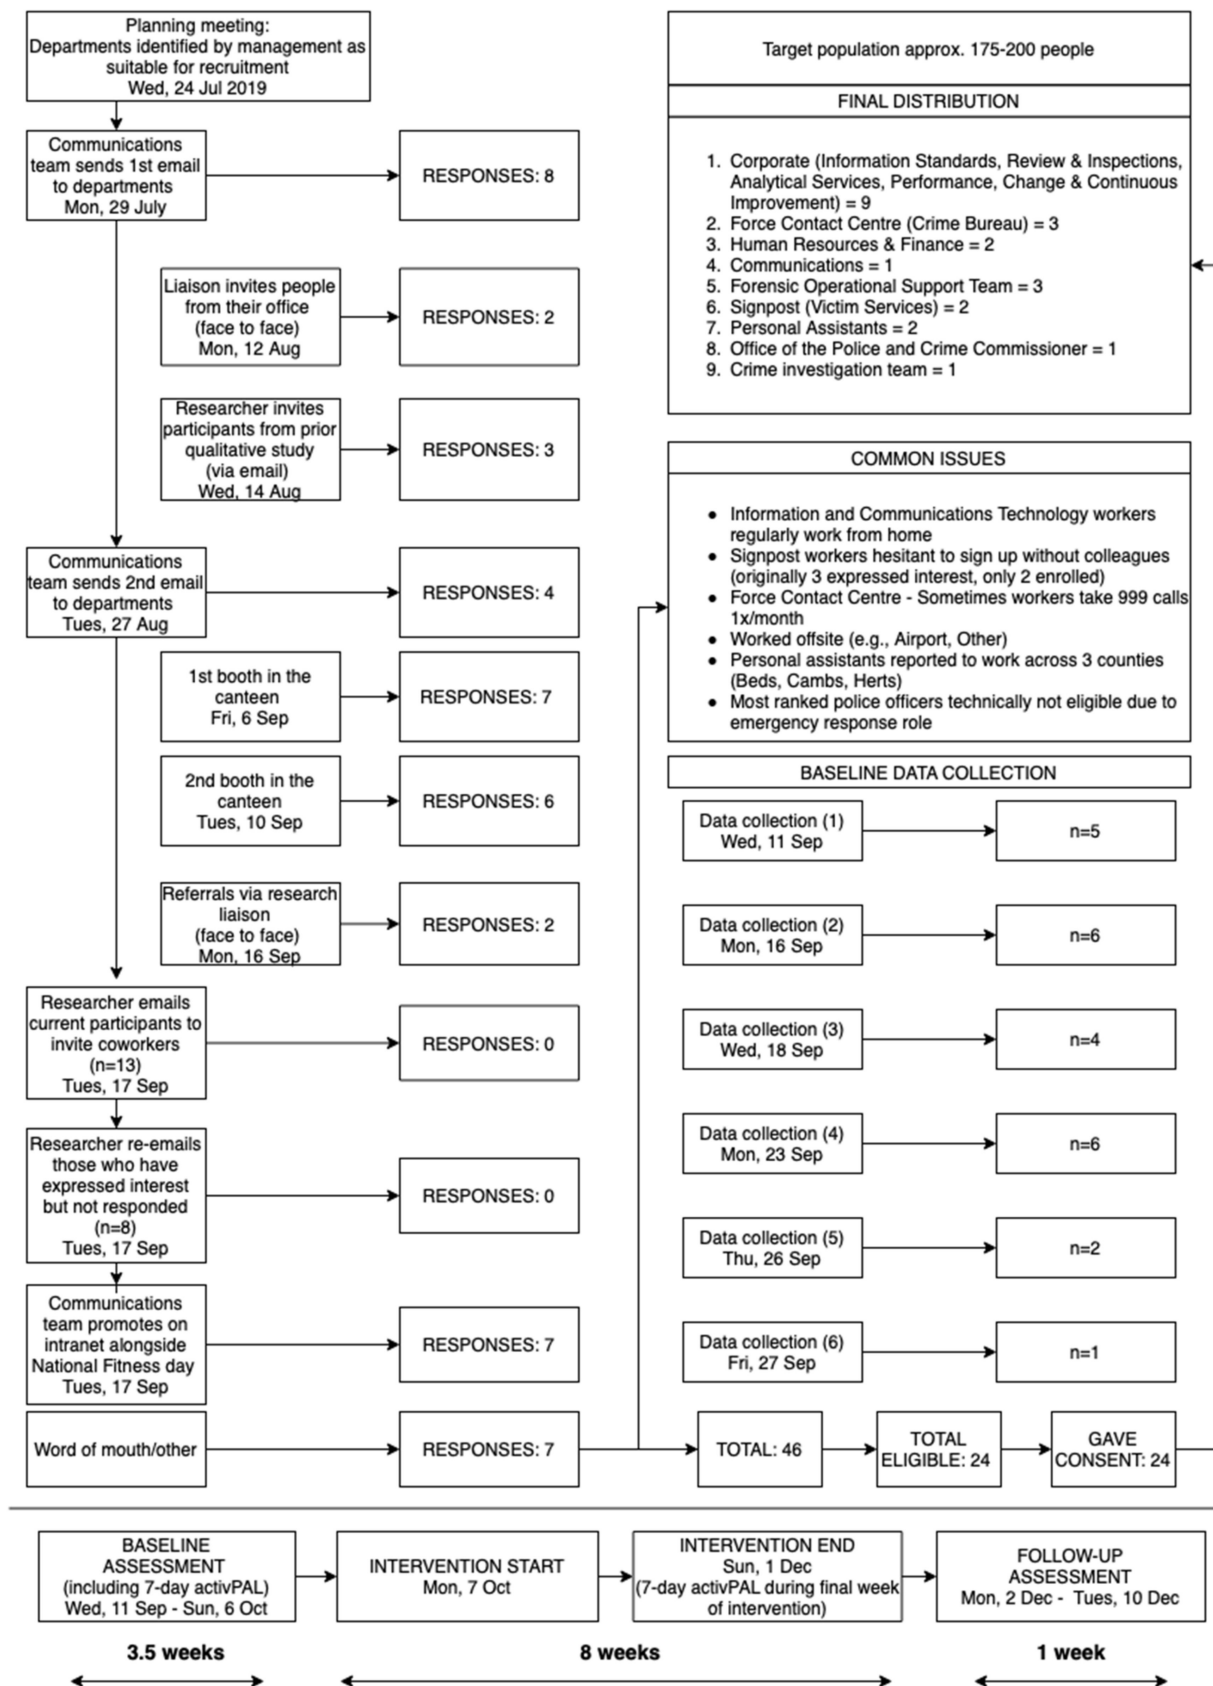 Planning meeting:
Departments identified by management as
suitable for recruitment
Wed, 24 Jul 2019
Communications
team sends 1st email
to departments
Mon, 29 July
RESPONSES: 8
Liaison invites people
from their office
(face to face)
Mon, 12 Aug
RESPONSES: 2
Researcher invites
participants from prior
qualitative study
(via email)
Wed, 14 Aug
RESPONSES: 3
Communications
team sends 2nd email
to departments
Tues, 27 Aug
RESPONSES: 4
1st booth in the
canteen
Fri, 6 Sep
RESPONSES: 7
2nd booth in the
canteen
Tues, 10 Sep
RESPONSES: 6
Referrals via research
liaison
(face to face)
Mon, 16 Sep
RESPONSES: 2
Researcher emails
current participants to
invite coworkers
(n=13)
Tues, 17 Sep
RESPONSES: 0
Researcher re-emails
those who have
expressed interest
but not responded
(n=8)
Tues, 17 Sep
RESPONSES: 0
Communications
team promotes on
intranet alongside
National Fitness day
Tues, 17 Sep
RESPONSES: 7
Word of mouth/other
RESPONSES: 7
Target population approx. 175-200 people
FINAL DISTRIBUTION
1. Corporate (Information Standards, Review & Inspections,
Analytical Services, Performance, Change & Continuous
Improvement) = 9
2. Force Contact Centre (Crime Bureau) = 3
3. Human Resources & Finance = 2
4. Communications = 1
5. Forensic Operational Support Team = 3
6. Signpost (Victim Services) = 2
7. Personal Assistants = 2
8. Office of the Police and Crime Commissioner = 1
9. Crime investigation team = 1
COMMON ISSUES
● Information and Communications Technology workers
regularly work from home
● Signpost workers hesitant to sign up without colleagues
(originally 3 expressed interest, only 2 enrolled)
● Force Contact Centre - Sometimes workers take 999 calls
1x/month
● Worked offsite (e.g., Airport, Other)
● Personal assistants reported to work across 3 counties
(Beds, Cambs, Herts)
● Most ranked police officers technically not eligible due to
emergency response role
BASELINE DATA COLLECTION
Data collection (1)
Wed, 11 Sep
n=5
Data collection (2)
Mon, 16 Sep
n=6
Data collection (3)
Wed, 18 Sep
n=4
Data collection (4)
Mon, 23 Sep
n=6
Data collection (5)
Thu, 26 Sep
n=2
Data collection (6)
Fri, 27 Sep
n=1
TOTAL: 46
TOTAL
ELIGIBLE: 24
GAVE
CONSENT: 24
BASELINE
ASSESSMENT
(including 7-day activPAL)
Wed, 11 Sep - Sun, 6 Oct
INTERVENTION START
Mon, 7 Oct
INTERVENTION END
Sun, 1 Dec
(7-day activPAL during final week
of intervention)
FOLLOW-UP
ASSESSMENT
Mon, 2 Dec - Tues, 10 Dec
3.5 weeks
8 weeks
1 week